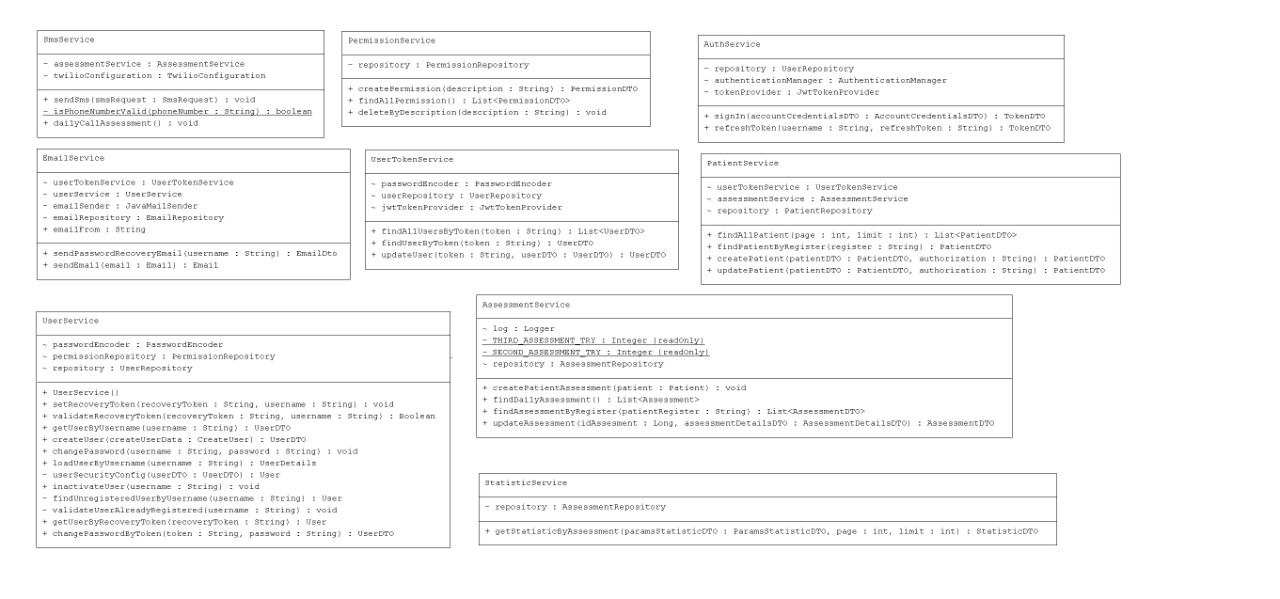 SmsService
- assessmentService : AssessmentService
- twilioConfiguration : TwilioConfiguration
+ sendSms(smsRequest : SmsRequest) : void
- isPhoneNumberValid(phoneNumber : String) : boolean
+ dailyCallAssessment() : void
PermissionService
- repository : PermissionRepository
+ createPermission(description : String) : PermissionDTO
+ findAllPermission() : List<PermissionDTO>
+ deleteByDescription(description : String) : void
AuthService
- repository : UserRepository
- authenticationManager : AuthenticationManager
- tokenProvider : JwtTokenProvider
+ signIn(accountCredentialsDTO : AccountCredentialsDTO) : TokenDTO
+ refreshToken(username : String, refreshToken : String) : TokenDTO
EmailService
~ userTokenService : UserTokenService
- userService : UserService
- emailSender : JavaMailSender
- emailRepository : EmailRepository
+ emailFrom : String
+ sendPasswordRecoveryEmail(username : String) : EmailDto
+ sendEmail(email : Email) : Email
UserTokenService
~ passwordEncoder : PasswordEncoder
- userRepository : UserRepository
~ jwtTokenProvider : JwtTokenProvider
+ findAllUsersByToken(token : String) : List<UserDTO>
+ findUserByToken(token : String) : UserDTO
+ updateUser(token : String, userDTO : UserDTO) : UserDTO
PatientService
~ userTokenService : UserTokenService
~ assessmentService : AssessmentService
~ repository : PatientRepository
+ findAllPatient(page : int, limit : int) : List<PatientDTO>
+ findPatientByRegister(register : String) : PatientDTO
+ createPatient(patientDTO : PatientDTO, authorization : String) : PatientDTO
+ updatePatient(patientDTO : PatientDTO, authorization : String) : PatientDTO
UserService
~ passwordEncoder : PasswordEncoder
~ permissionRepository : PermissionRepository
~ repository : UserRepository
+ UserService()
+ setRecoveryToken(recoveryToken : String, username : String) : void
+ validateRecoveryToken(recoveryToken : String, username : String) : Boolean
+ getUserByUsername(username : String) : UserDTO
+ createUser(createUserData : CreateUser) : UserDTO
+ changePassword(username : String, password : String) : void
+ loadUserByUsername(username : String) : UserDetails
- userSecurityConfig(userDTO : UserDTO) : User
+ inactivateUser(username : String) : void
- findUnregisteredUserByUsername(username : String) : User
- validateUserAlreadyRegistered(username : String) : void
+ getUserByRecoveryToken(recoveryToken : String) : User
+ changePasswordByToken(token : String, password : String) : UserDTO
AssessmentService
~ log : Logger
- THIRD_ASSESSMENT_TRY : Integer {readOnly}
- SECOND_ASSESSMENT_TRY : Integer {readOnly}
~ repository : AssessmentRepository
+ createPatientAssessment(patient : Patient) : void
+ findDailyAssessment() : List<Assessment>
+ findAssessmentByRegister(patientRegister : String) : List<AssessmentDTO>
+ updateAssessment(idAssesment : Long, assessmentDetailsDTO : AssessmentDetailsDTO) : AssessmentDTO
StatisticService
- repository : AssessmentRepository
+ getStatisticByAssessment(paramsStatisticDTO : ParamsStatisticDTO, page : int, limit : int) : StatisticDTO